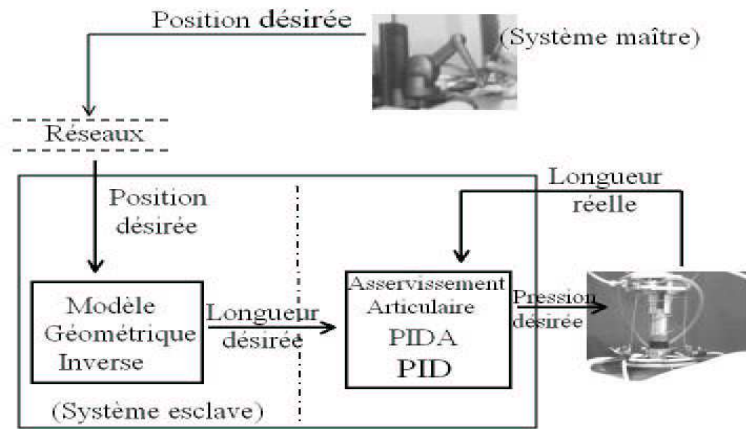 Position désirée
(Système maître)
Réseaux
Position
désirée
Longueur
réelle
Modèle
Géométrique
Inverse
Longueur
désirée
Asservissement
Articulaire
PIDA
PID
Pression
désirée
(Système esclave)